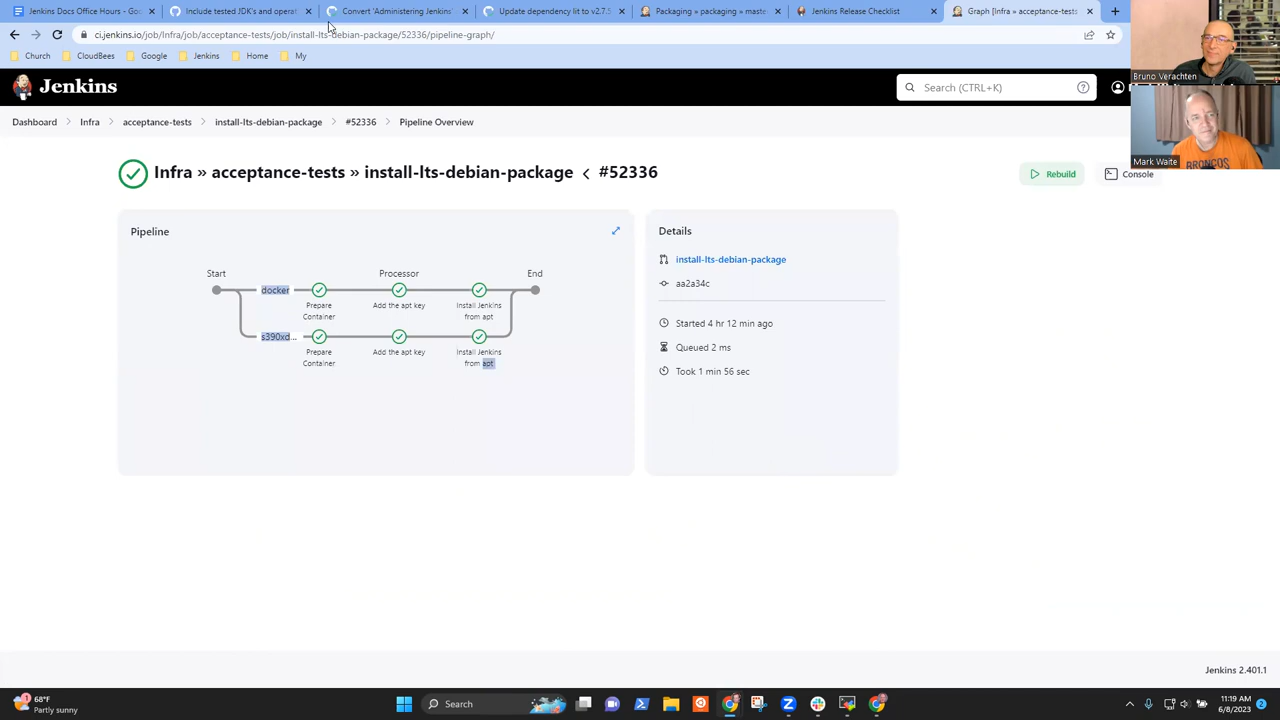 Jenkins Docs Office Hours - Goo
Include tested JDK's and operat
Convert 'Administering Jenkins'
Update dependency lit to v2.7.5
Packaging » packaging » maste
Jenkins Release Checklist
Graph [Infra » acceptance-tests
ci.jenkins.io/job/Infra/job/acceptance-tests/job/install-lts-debian-package/52336/pipeline-graph/
Church
CloudBees
Google
Jenkins
Home
My
Bruno Verachten
Jenkins
Search (CTRL+K)
Dashboard
Infra
acceptance-tests
install-lts-debian-package
#52336
Pipeline Overview
Mark Waite
BRONCOS
Infra » acceptance-tests » install-lts-debian-package
#52336
Rebuild
Console
Pipeline
Start
Processor
End
docker
Prepare
Container
Add the apt key
Install Jenkins
from apt
s390xd...
Prepare
Container
Add the apt key
Install Jenkins
from apt
Details
install-lts-debian-package
aa2a34c
Started 4 hr 12 min ago
Queued 2 ms
Took 1 min 56 sec
Jenkins 2.401.1
1
68°F
Partly sunny
Search
11:19 AM
6/8/2023
2